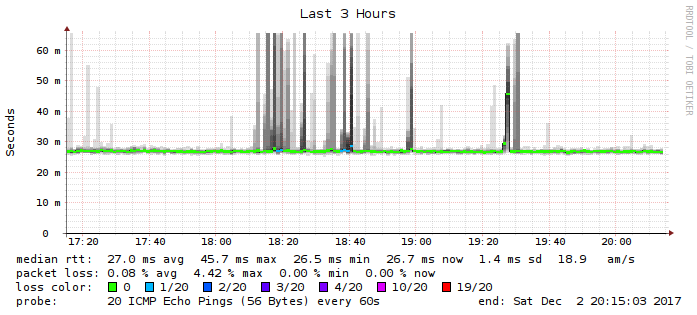 Last 3 Hours
RRDTOOL / TOBI OETIKER
Seconds
60 m
50 m
40 m
30 m
20 m
10 m
0
17:20 17:40 18:00 18:20 18:40 19:00 19:20 19:40 20:00
median rtt: 27.0 ms avg 45.7 ms max 26.5 ms min 26.7 ms now 1.4 ms sd 18.9 am/s
packet loss: 0.08 % avg 4.42 % max 0.00 % min 0.00 % now
loss color: 0 1/20 2/20 3/20 4/20 10/20 19/20
probe: 20 ICMP Echo Pings (56 Bytes) every 60s end: Sat Dec 2 20:15:03 2017